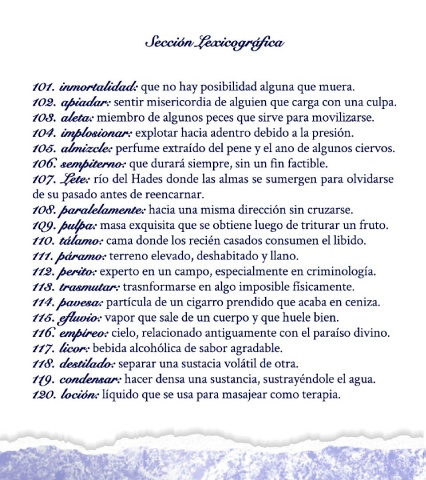 Sección Lexicográfica
101. inmortalidad: que no hay posibilidad alguna que muera.
102. apiadar: sentir misericordia de alguien que carga con una culpa.
103. aleta: miembro de algunos peces que sirve para movilizarse.
104. implosionar: explotar hacia adentro debido a la presión.
105. almizcle: perfume extraído del pene y el ano de algunos ciervos.
106. sempiterno: que durará siempre, sin un fin factible.
107. Lete: río del Hades donde las almas se sumergen para olvidarse
de su pasado antes de reencarnar.
108. paralelamente: hacia una misma dirección sin cruzarse.
109. pulpa: masa exquisita que se obtiene luego de triturar un fruto.
110. tálamo: cama donde los recién casados consumen el libido.
111. páramo: terreno elevado, deshabitado y llano.
112. perito: experto en un campo, especialmente en criminología.
113. trasmutar: trasnformarse en algo imposible físicamente.
114. pavesa: partícula de un cigarro prendido que acaba en ceniza.
115. efluvio: vapor que sale de un cuerpo y que huele bien.
116. empíreo: cielo, relacionado antiguamente con el paraíso divino.
117. licor: bebida alcohólica de sabor agradable.
118. destilado: separar una sustacia volátil de otra.
119. condensar: hacer densa una sustancia, sustrayéndole el agua.
120. loción: líquido que se usa para masajear como terapia.